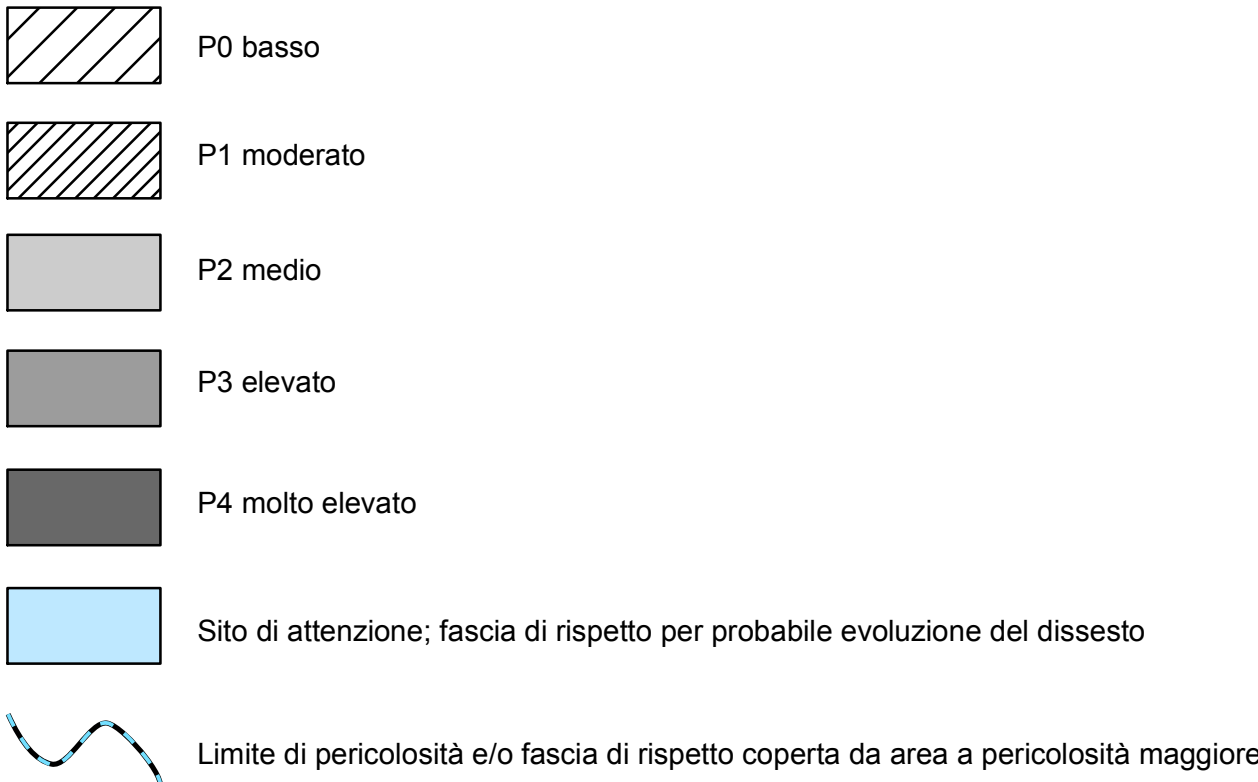 P0 basso
P1 moderato
P2 medio
P3 elevato
P4 molto elevato
Sito di attenzione; fascia di rispetto per probabile evoluzione del dissesto
Limite di pericolosità e/o fascia di rispetto coperta da area a pericolosità maggiore